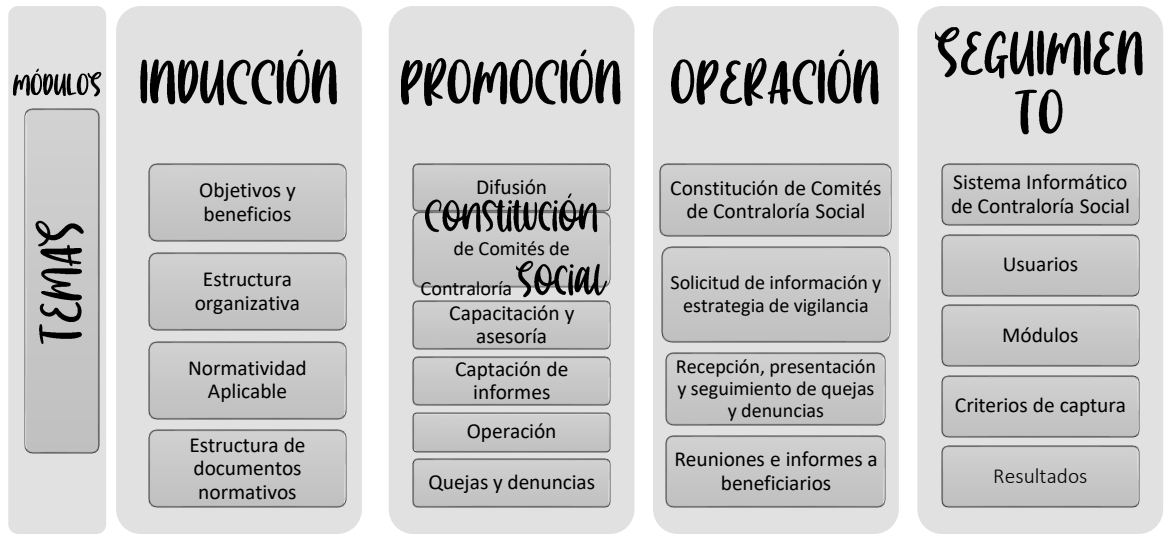 MÓDULOS
TEMAS
INDUCCIÓN
Objetivos y
beneficios
Estructura
organizativa
Normatividad
Aplicable
Estructura de
documentos
normativos
PROMOCIÓN
Difusión
Constitución
de Comités de
Contraloría Social
Capacitación y
asesoría
Captación de
informes
Operación
Quejas y denuncias
OPERACIÓN
Constitución de Comités
de Contraloría Social
Solicitud de información y
estrategia de vigilancia
Recepción, presentación
y seguimiento de quejas
y denuncias
Reuniones e informes a
beneficiarios
SEGUIMIEN
TO
Sistema Informático
de Contraloría Social
Usuarios
Módulos
Criterios de captura
Resultados